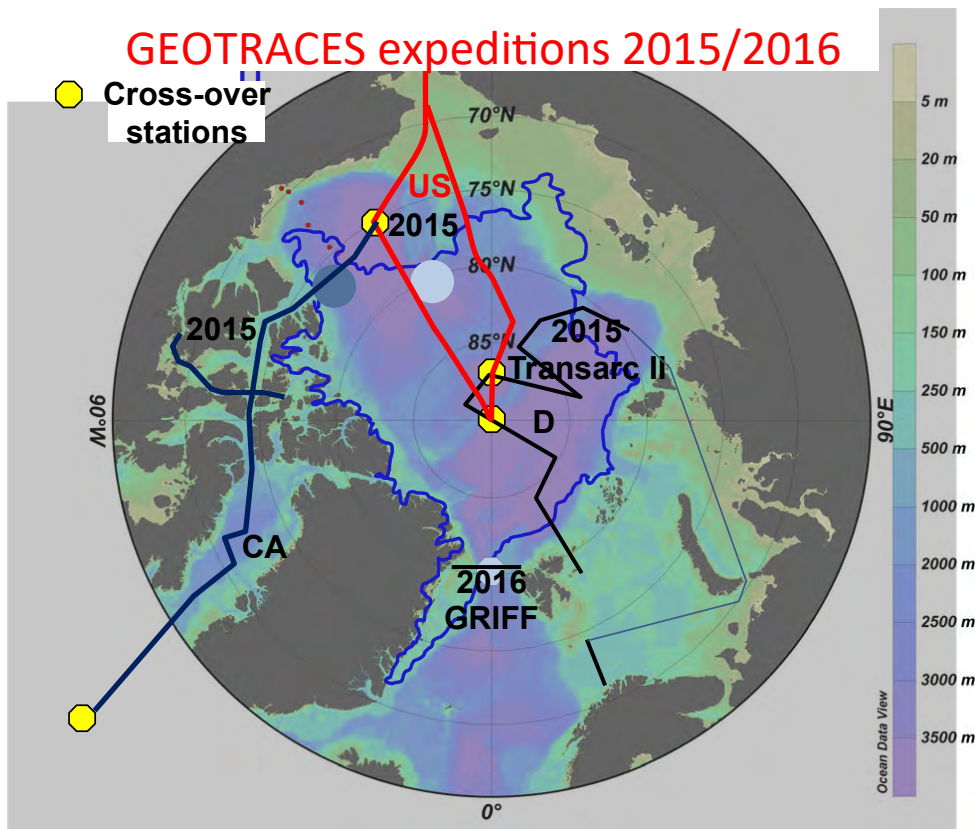 GEOTRACES expeditions 2015/2016
Cross-over
stations
70°N
US
75°N
2015
80°N
2015
85°N
2015
Transarc Ii
D
90°W
90°E
CA
2016
GRIFF
0°
5 m
20 m
50 m
100 m
150 m
250 m
500 m
1000 m
2000 m
2500 m
3000 m
3500 m
Ocean Data View